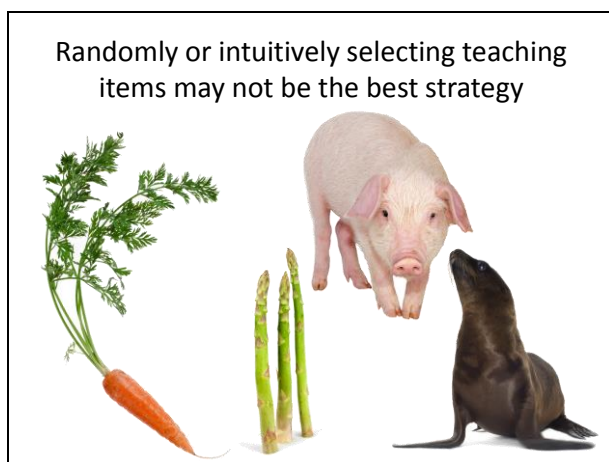 Randomly or intuitively selecting teaching
items may not be the best strategy